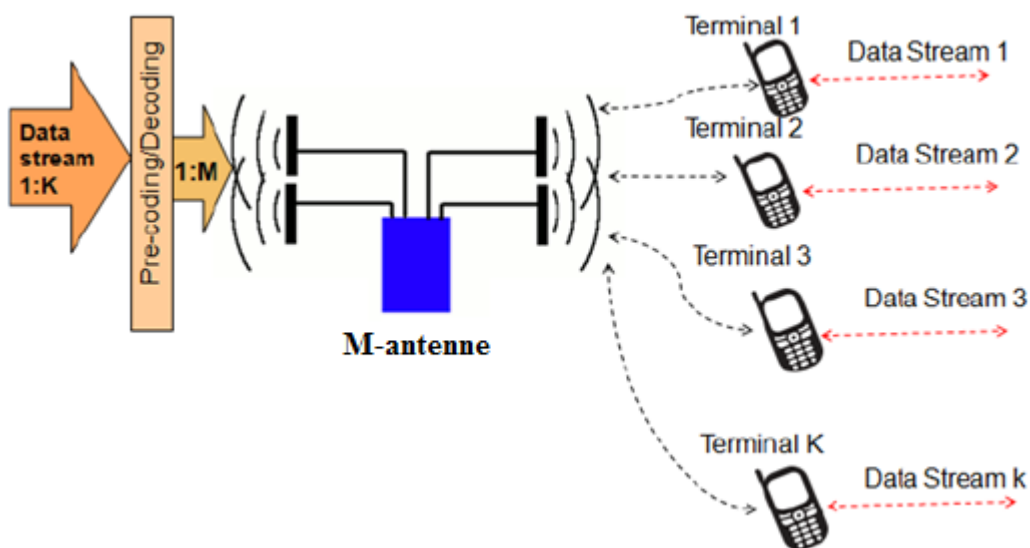 Data
stream
1:K
Pre-coding/Decoding
1:M
M-antenne
Terminal 1
Data Stream 1
Terminal 2
Data Stream 2
Terminal 3
Data Stream 3
Terminal K
Data Stream k